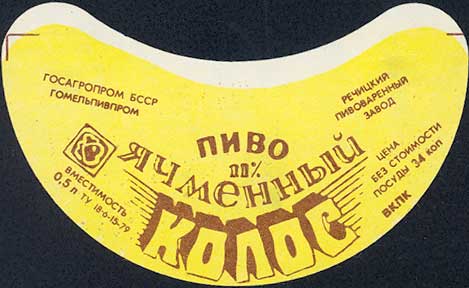 ГОСАГРОПРОМ БССР
ГОМЕЛЬПИВПРОМ
РЕЧИЦКИЙ
ПИВОВАРЕННЫЙ
ЗАВОД
ПИВО
11%
ЯЧМЕННЫЙ
КОЛОС
ВМЕСТИМОСТЬ
0,5 л ТУ 18-6-15-79
ЦЕНА
БЕЗ СТОИМОСТИ
ПОСУДЫ 34 коп
ВКПК